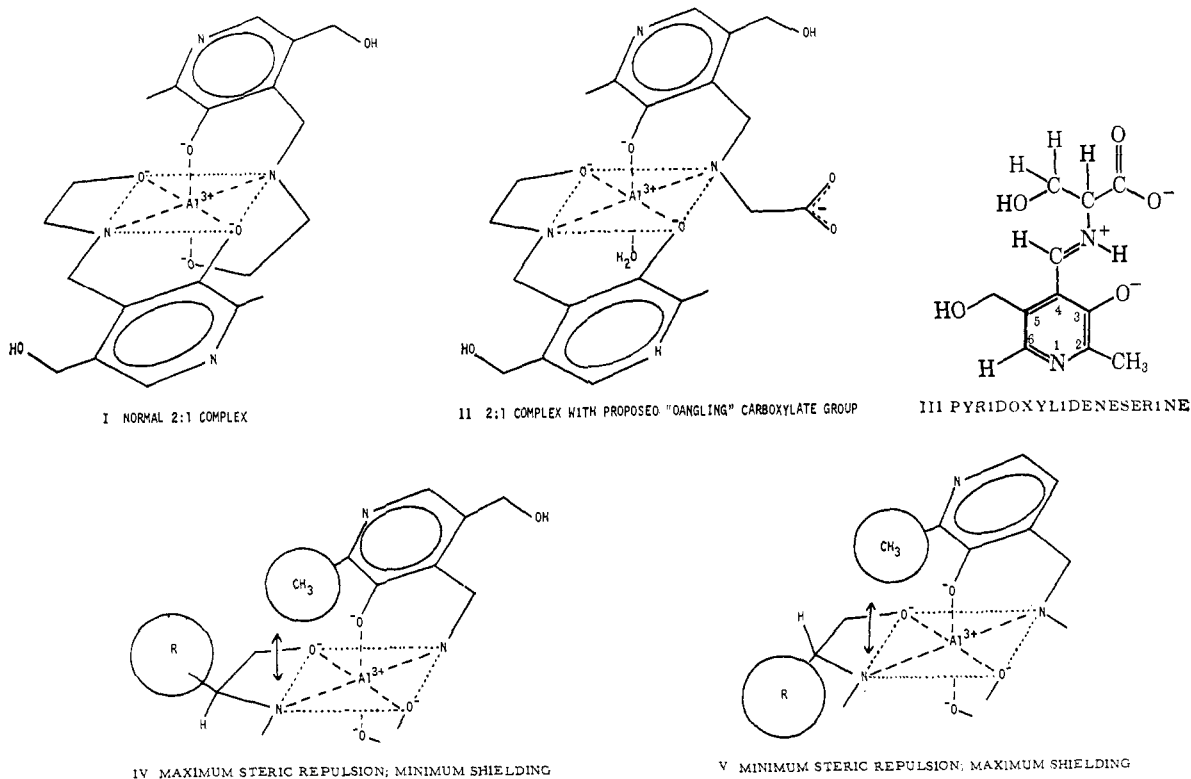 N
OH
O⁻
N
⁻O
Al³⁺
N
O
⁻O
HO
N
I NORMAL 2:1 COMPLEX
N
OH
⁻O
O⁻
N
Al³⁺
O
O
N
O⁻
H₂O
HO
H
II 2:1 COMPLEX WITH PROPOSED "OANGLING" CARBOXYLATE GROUP
O
H
H
H
C
C
C
HO
O⁻
N⁺
H
C
H
O⁻
HO
4
3
5
6
1
2
H
N
CH₃
III PYRIDOXYLIDENESERINE
N
OH
CH₃
⁻O
R
O⁻
N
Al³⁺
H
N
O⁻
⁻O
IV MAXIMUM STERIC REPULSION; MINIMUM SHIELDING
N
CH₃
⁻O
H
O⁻
N
Al³⁺
N
O⁻
R
⁻O
V MINIMUM STERIC REPULSION; MAXIMUM SHIELDING